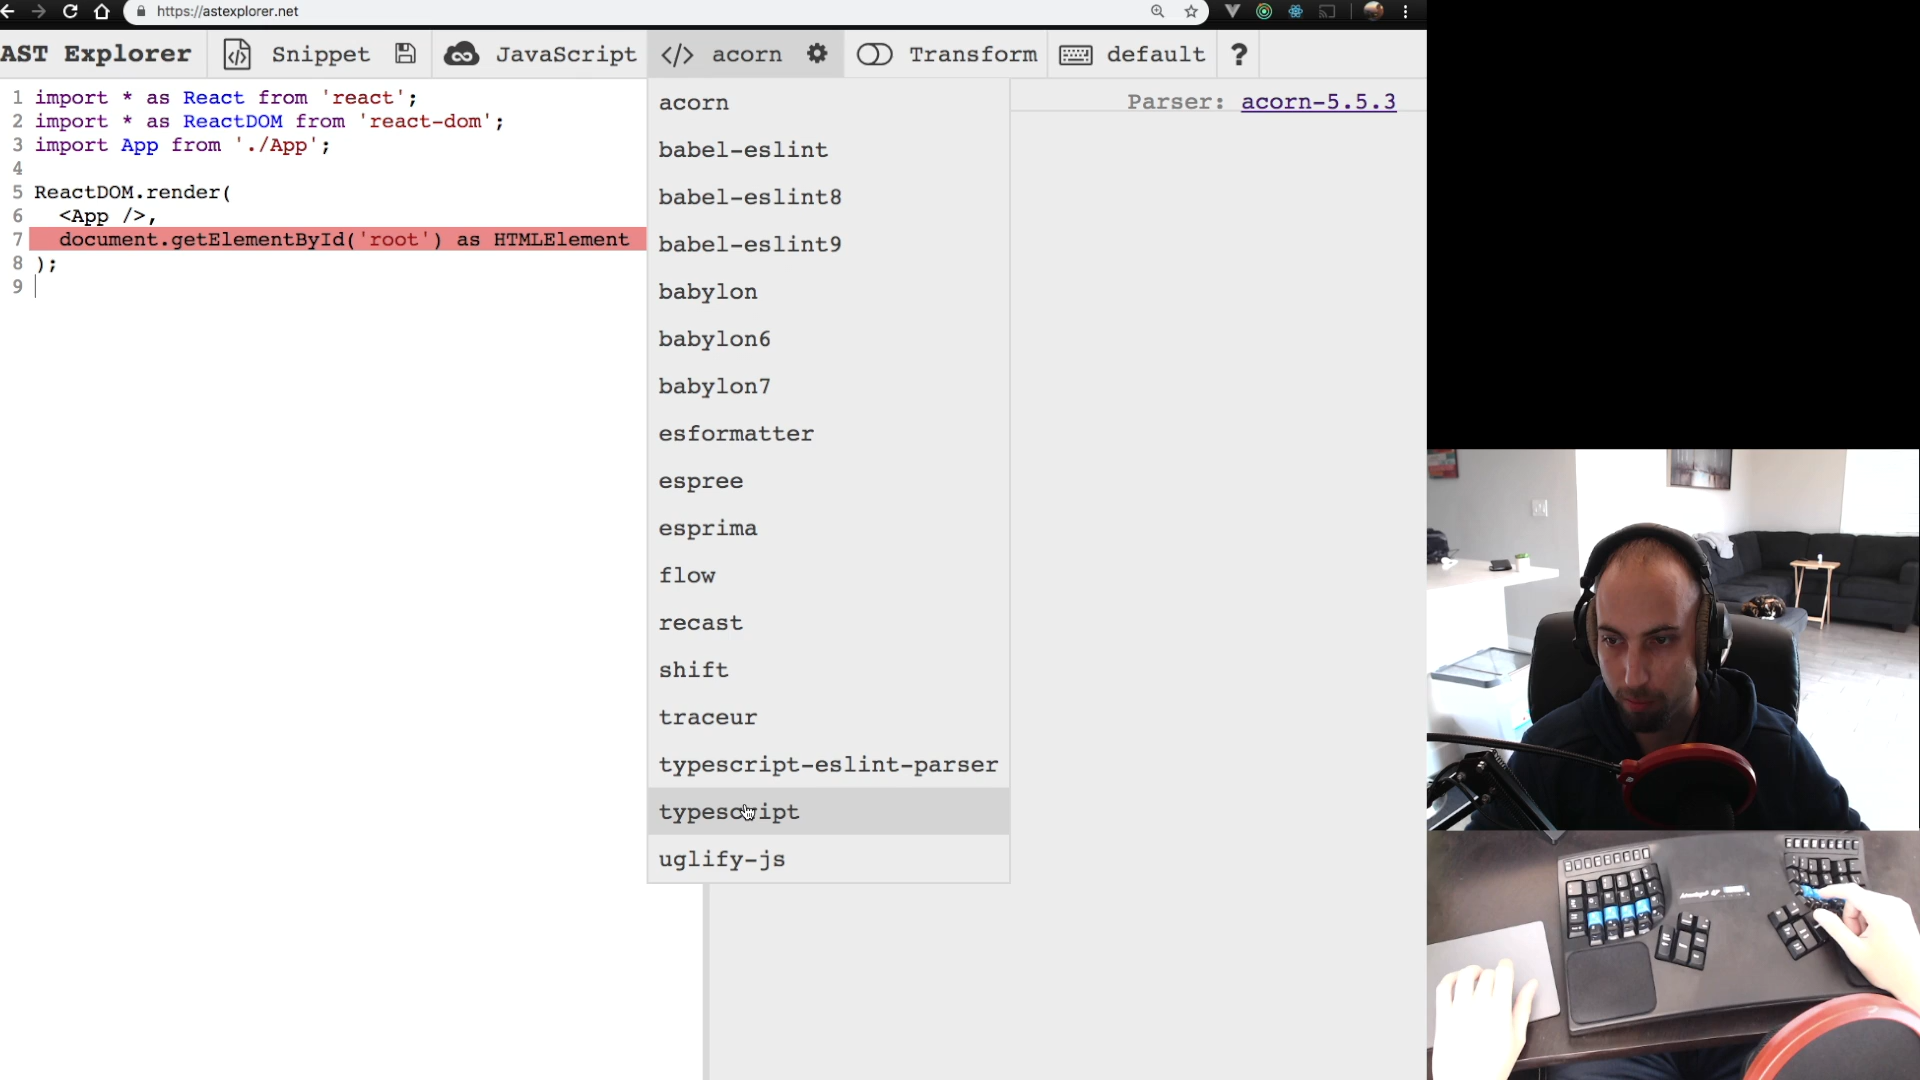 https://astexplorer.net
AST Explorer Snippet JavaScript </> acorn Transform default ?
1 import * as React from 'react';
2 import * as ReactDOM from 'react-dom';
3 import App from './App';
4
5 ReactDOM.render(
6 <App />,
7 document.getElementById('root') as HTMLElement
8 );
9
acorn
babel-eslint
babel-eslint8
babel-eslint9
babylon
babylon6
babylon7
esformatter
espree
esprima
flow
recast
shift
traceur
typescript-eslint-parser
typescript
uglify-js
Parser: acorn-5.5.3